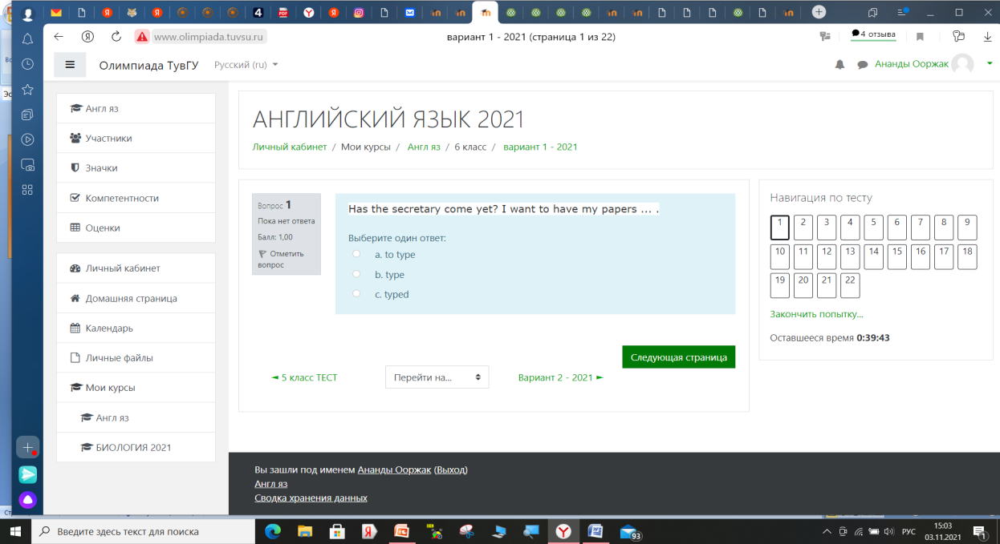 www.olimpiada.tuvsu.ru
вариант 1 - 2021 (страница 1 из 22)
4 отзыва
Олимпиада ТувГУ
Русский (ru)
Ананды Ооржак
Англ яз
Участники
Значки
Компетентности
Оценки
Личный кабинет
Домашняя страница
Календарь
Личные файлы
Мои курсы
Англ яз
БИОЛОГИЯ 2021
АНГЛИЙСКИЙ ЯЗЫК 2021
Личный кабинет / Мои курсы / Англ яз / 6 класс / вариант 1 - 2021
Вопрос 1
Пока нет ответа
Балл: 1,00
Отметить
вопрос
Has the secretary come yet? I want to have my papers ... .
Выберите один ответ:
a. to type
b. type
c. typed
Следующая страница
◄ 5 класс ТЕСТ
Перейти на...
Вариант 2 - 2021 ►
Навигация по тесту
1 2 3 4 5 6 7 8 9
10 11 12 13 14 15 16 17 18
19 20 21 22
Закончить попытку...
Оставшееся время 0:39:43
Вы зашли под именем Ананды Ооржак (Выход)
Англ яз
Сводка хранения данных
Введите здесь текст для поиска
93
РУС
15:03
03.11.2021
1